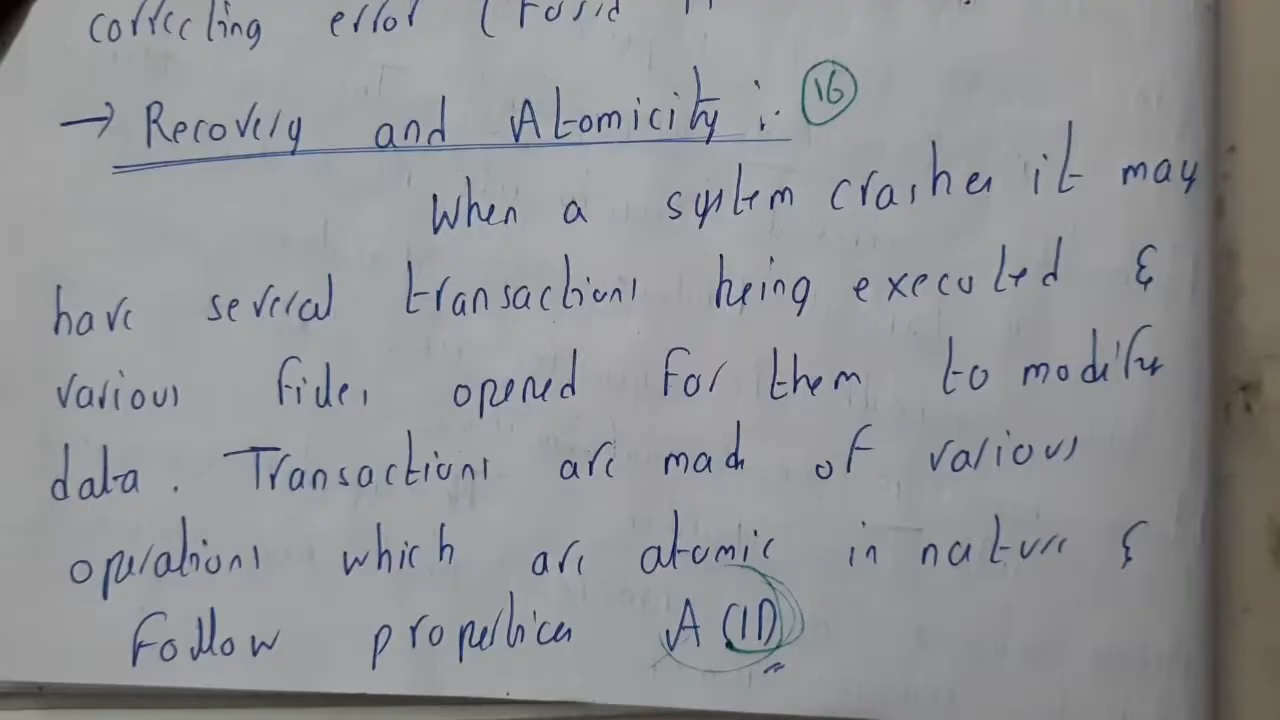 correcting error (
→ Recovery and Atomicity :- 16
When a system crashes it may
have several transactions being executed &
various files opened for them to modify
data. Transactions are made of various
operations which are atomic in nature &
Follow properties ACID